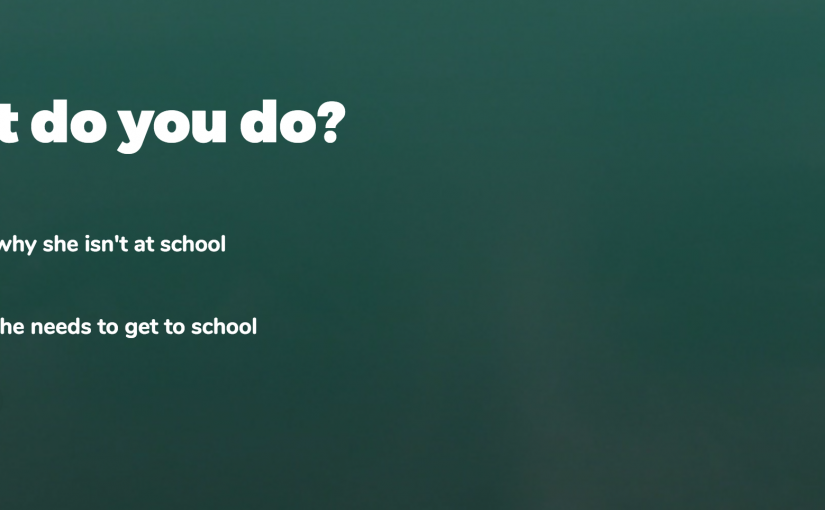 t do you do?
why she isn't at school
he needs to get to school